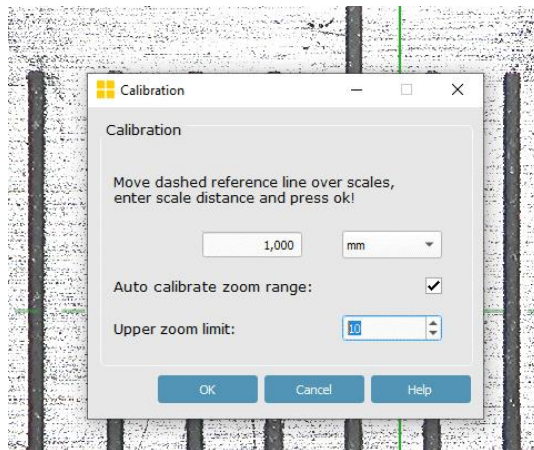 Calibration
Calibration
Move dashed reference line over scales,
enter scale distance and press ok!
1,000 mm
Auto calibrate zoom range:
Upper zoom limit: 10
OK Cancel Help